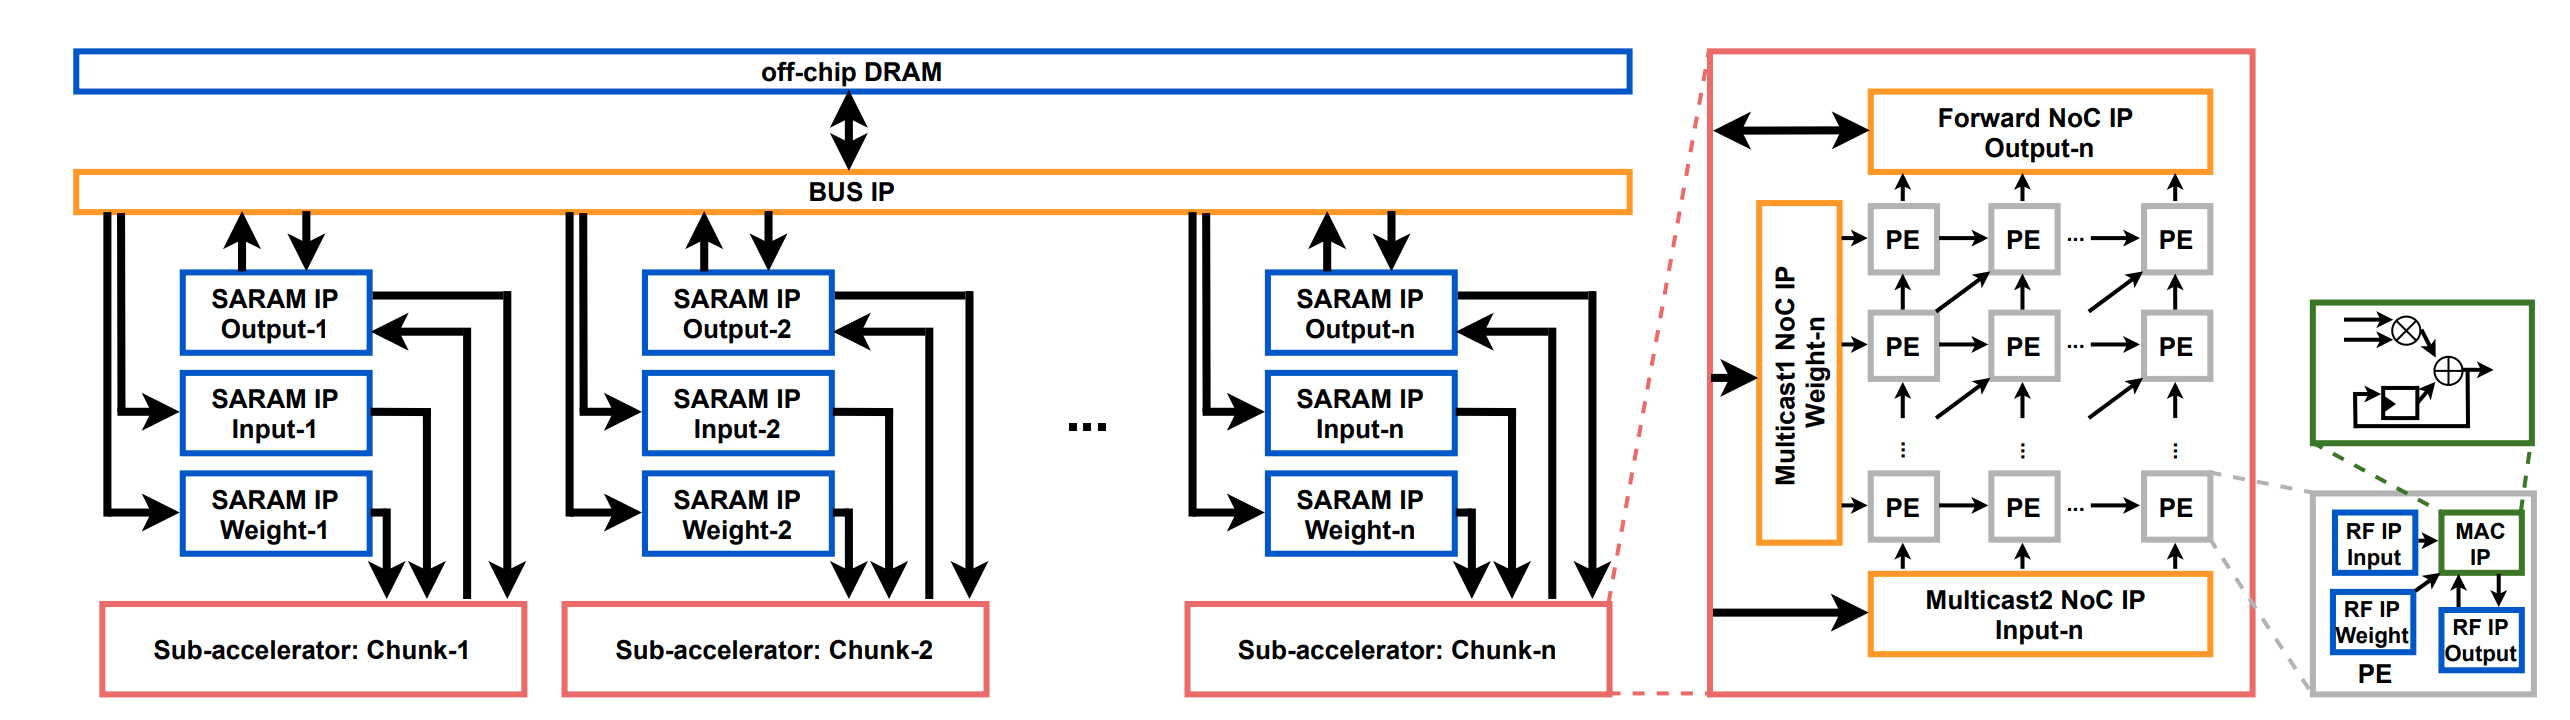 off-chip DRAM
BUS IP
SARAM IP
Output-1
SARAM IP
Input-1
SARAM IP
Weight-1
Sub-accelerator: Chunk-1
SARAM IP
Output-2
SARAM IP
Input-2
SARAM IP
Weight-2
Sub-accelerator: Chunk-2
...
SARAM IP
Output-n
SARAM IP
Input-n
SARAM IP
Weight-n
Sub-accelerator: Chunk-n
Forward NoC IP
Output-n
Multicast1 NoC IP
Weight-n
PE
PE
...
PE
PE
PE
...
PE
...
...
...
PE
PE
...
PE
Multicast2 NoC IP
Input-n
RF IP
Input
MAC
IP
RF IP
Weight
RF IP
Output
PE